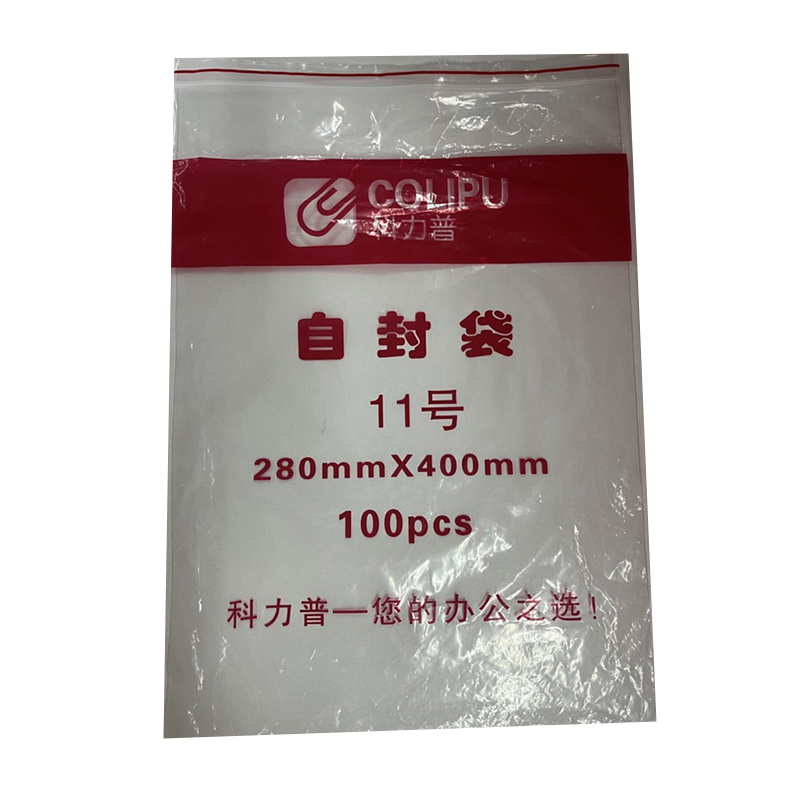 COLIPU
科力普
自封袋
11号
280mmX400mm
100pcs
科力普—您的办公之选！